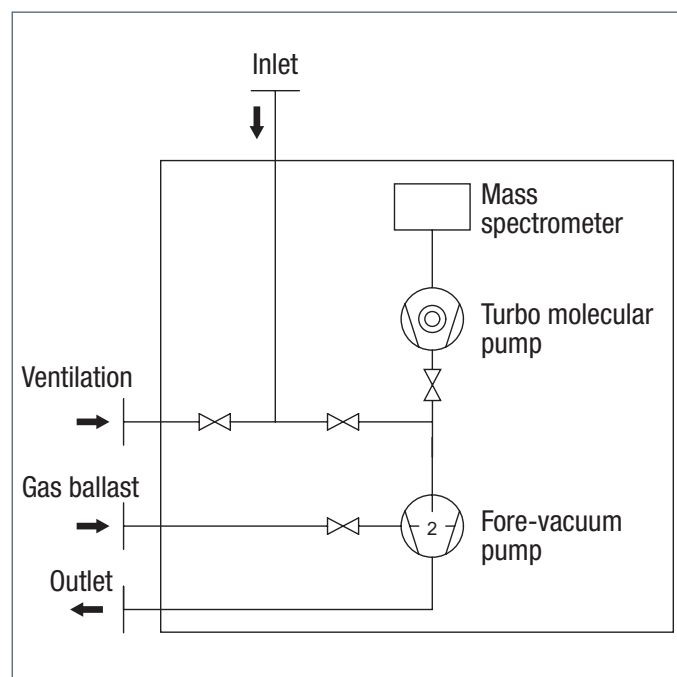 Inlet
Mass
spectrometer
Turbo molecular
pump
Ventilation
Gas ballast
2
Fore-vacuum
pump
Outlet